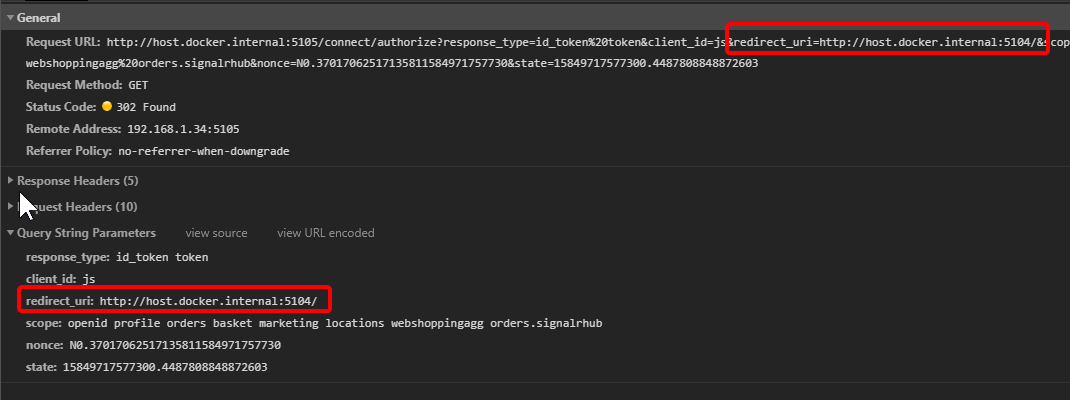 General
Request URL: http://host.docker.internal:5105/connect/authorize?response_type=id_token%20token&client_id=js&redirect_uri=http://host.docker.internal:5104/&scop
webshoppingagg%20orders.signalrhub&nonce=N0.37017062517135811584971757730&state=15849717577300.4487808848872603
Request Method: GET
Status Code: 302 Found
Remote Address: 192.168.1.34:5105
Referrer Policy: no-referrer-when-downgrade
Response Headers (5)
Request Headers (10)
Query String Parameters view source view URL encoded
response_type: id_token token
client_id: js
redirect_uri: http://host.docker.internal:5104/
scope: openid profile orders basket marketing locations webshoppingagg orders.signalrhub
nonce: N0.37017062517135811584971757730
state: 15849717577300.4487808848872603